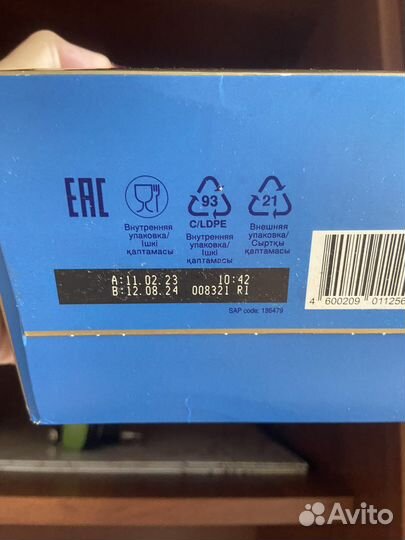 EAC
Внутренняя
упаковка/
Ішкі
қаптамасы
93
C/LDPE
Внутренняя
упаковка/
Ішкі
қаптамасы
21
Внешняя
упаковка/
Сыртқы
қаптамасы
A:11.02.23 10:42
B:12.08.24 008321 RI
SAP code: 186479
4 600209 011256
Avito